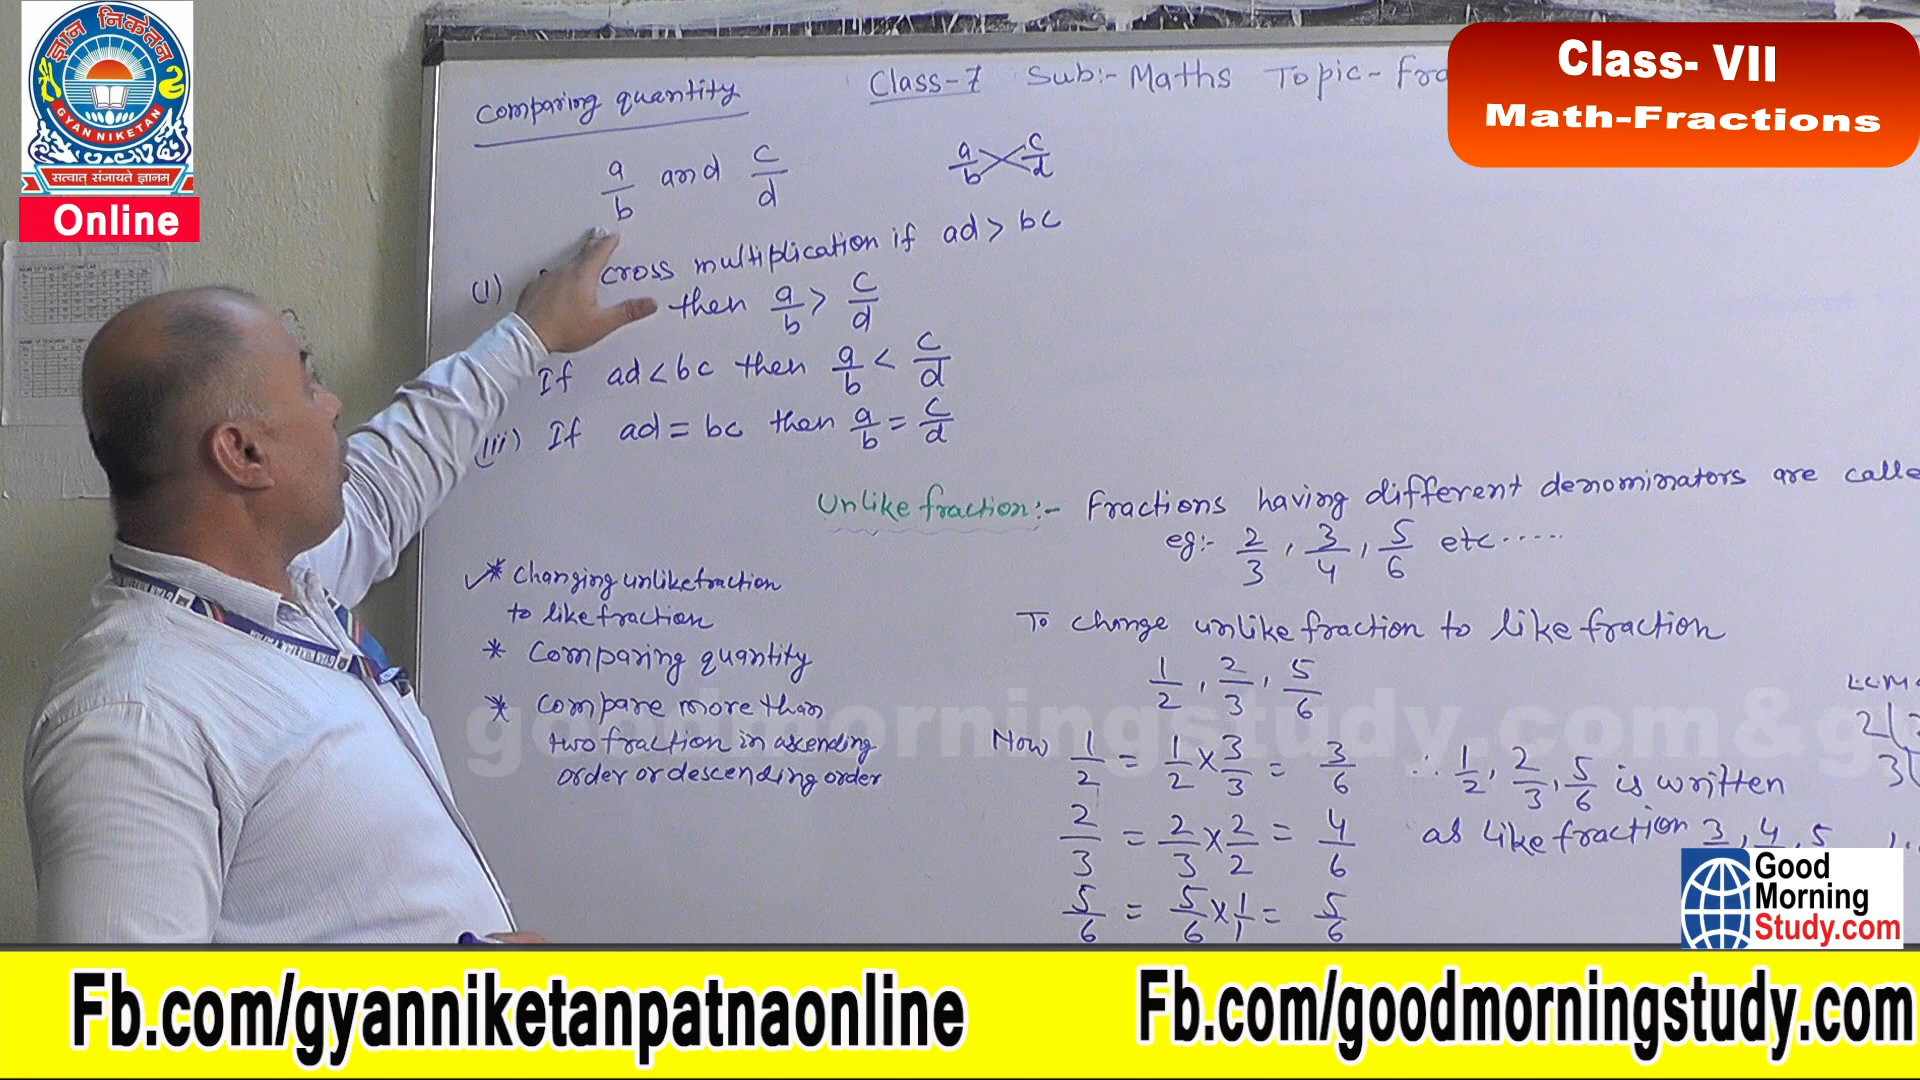 ज्ञान निकेतन
GYAN NIKETAN
सत्वात् संजायते ज्ञानम
Online
Class- VII
Math-Fractions
Comparing quantity
Class-7 Sub:- Maths Topic- Fra
a/b and c/d
a/b c/d
(i) cross multiplication if ad > bc
then a/b > c/d
If ad < bc then a/b < c/d
(iii) If ad = bc then a/b = c/d
Unlike fraction:- Fractions having different denominators are calle
eg:- 2/3, 3/4, 5/6 etc.....
✓* Changing unlike fraction
to like fraction
* Comparing quantity
* Compare more than
two fraction in ascending
order or descending order
To change unlike fraction to like fraction
1/2, 2/3, 5/6
LCM
2
3
Now 1/2 = 1/2 × 3/3 = 3/6
2/3 = 2/3 × 2/2 = 4/6
5/6 = 5/6 × 1/1 = 5/6
∴ 1/2, 2/3, 5/6 is written
as like fraction 3, 4, 5
goodmorningstudy.com&g
Good
Morning
Study.com
Fb.com/gyanniketanpatnaonline
Fb.com/goodmorningstudy.com